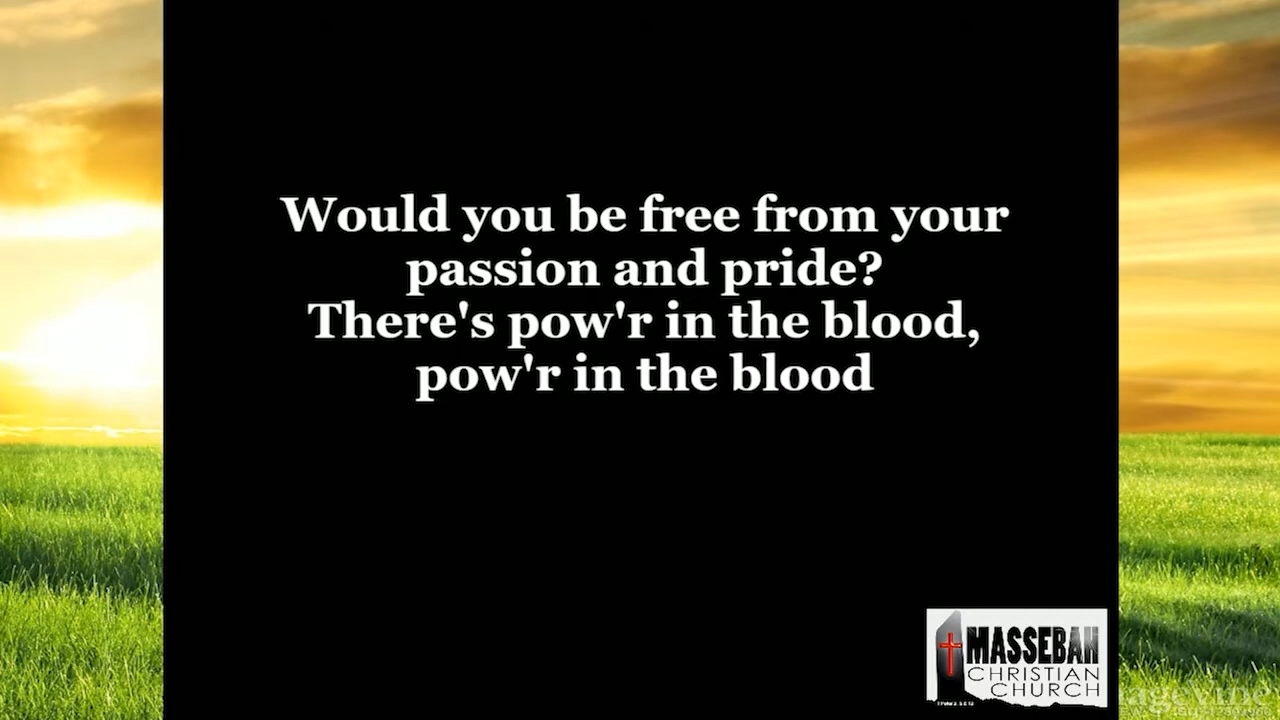 Would you be free from your
passion and pride?
There's pow'r in the blood,
pow'r in the blood
MASSEBAH
CHRISTIAN
CHURCH